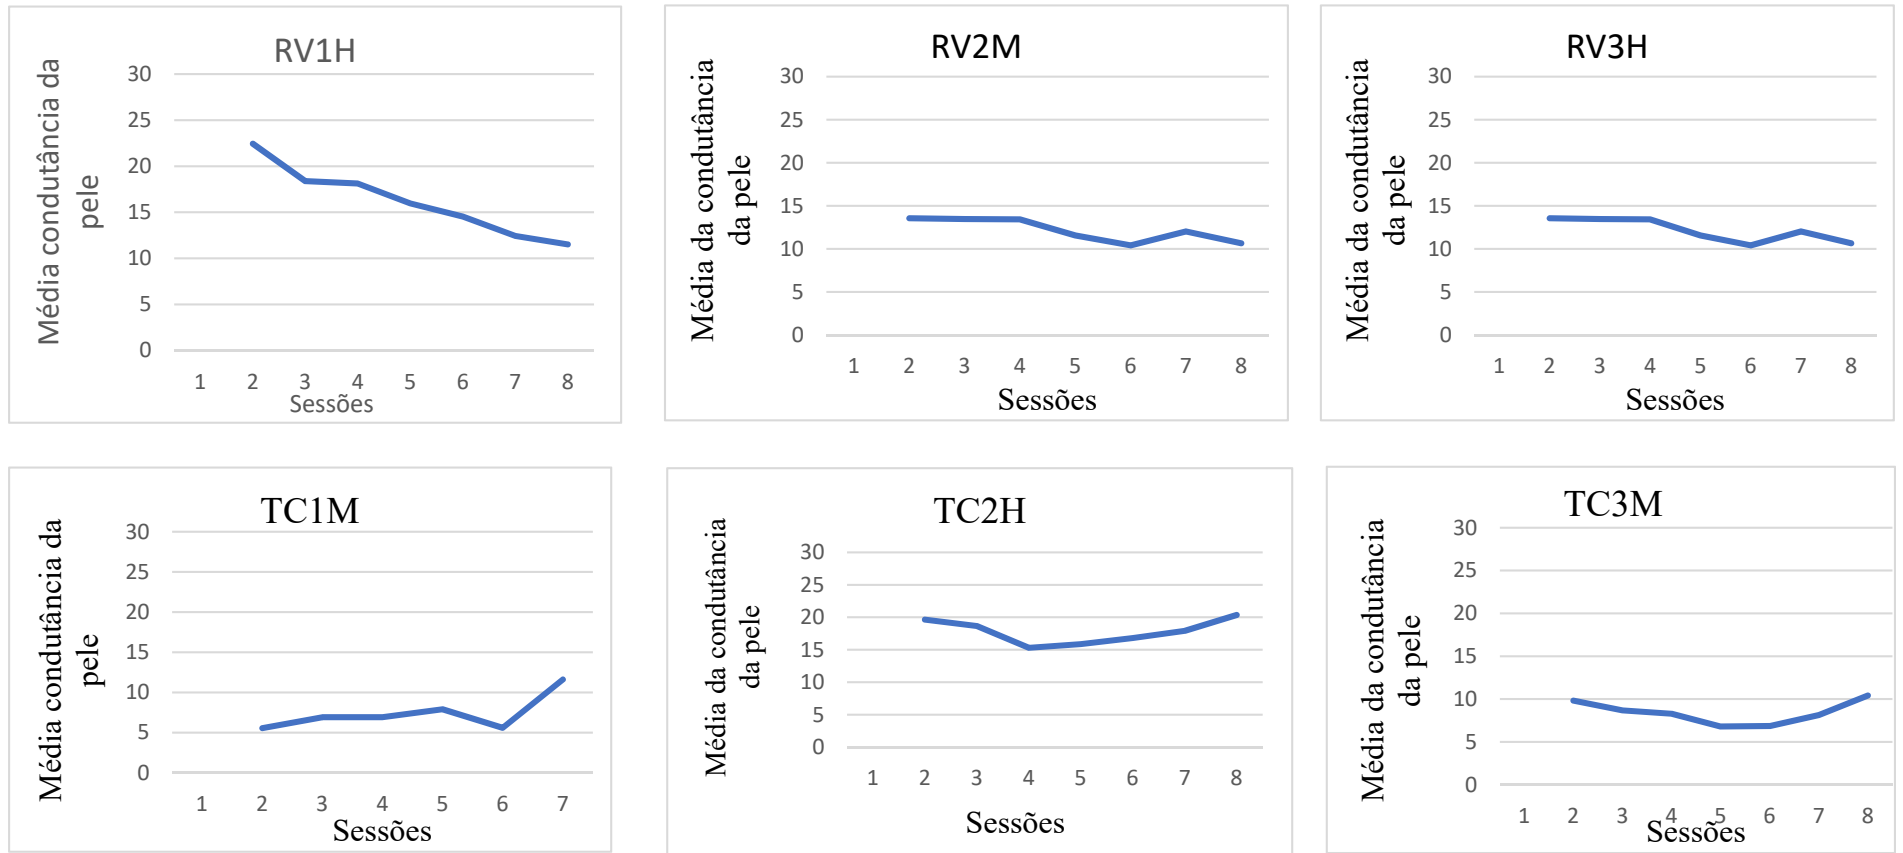 RV1H
Média condutância da
pele
30
25
20
15
10
5
0
1 2 3 4 5 6 7 8
Sessões
RV2M
Média da condutância
da pele
30
25
20
15
10
5
0
1 2 3 4 5 6 7 8
Sessões
RV3H
Média da condutância
da pele
30
25
20
15
10
5
0
1 2 3 4 5 6 7 8
Sessões
TC1M
Média condutância da
pele
30
25
20
15
10
5
0
1 2 3 4 5 6 7
Sessões
TC2H
Média da condutância
da pele
30
25
20
15
10
5
0
1 2 3 4 5 6 7 8
Sessões
TC3M
Média da condutância
da pele
30
25
20
15
10
5
0
1 2 3 4 5 6 7 8
Sessões